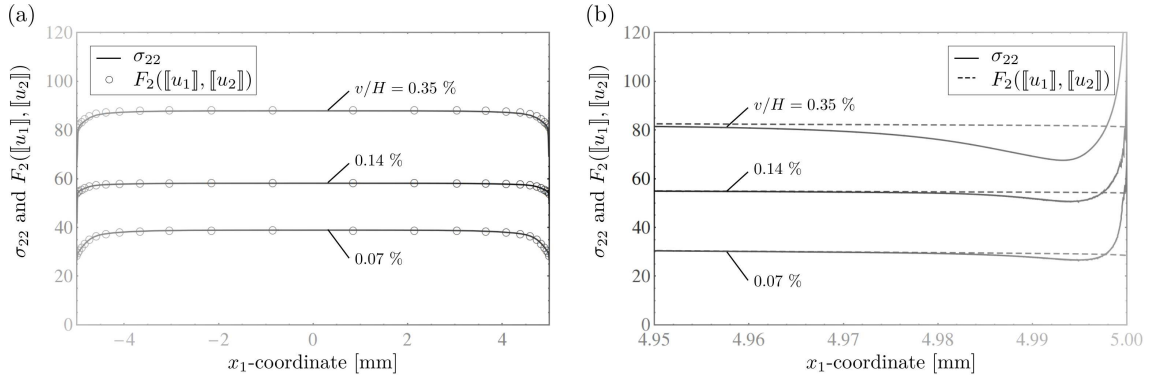 (a)
120
100
80
60
40
20
0
σ22 and F2(⟦u1⟧, ⟦u2⟧)
σ22
F2(⟦u1⟧, ⟦u2⟧)
v/H = 0.35 %
0.14 %
0.07 %
−4 −2 0 2 4
x1-coordinate [mm]
(b)
120
100
80
60
40
20
0
σ22 and F2(⟦u1⟧, ⟦u2⟧)
σ22
F2(⟦u1⟧, ⟦u2⟧)
v/H = 0.35 %
0.14 %
0.07 %
4.95 4.96 4.97 4.98 4.99 5.00
x1-coordinate [mm]